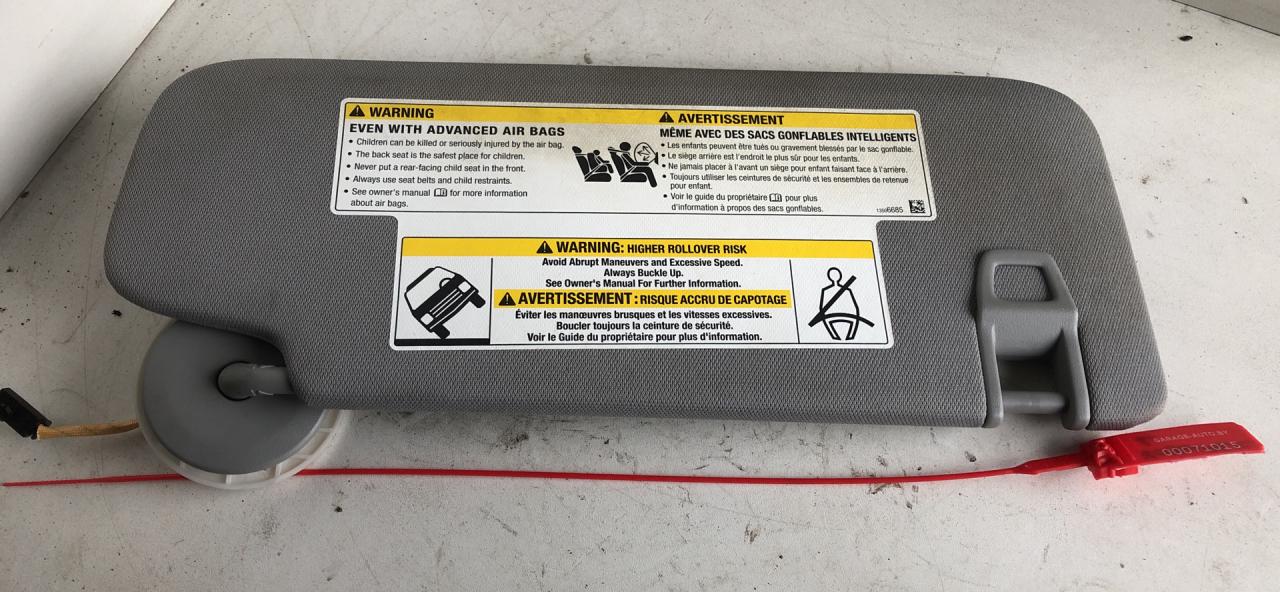 WARNING
EVEN WITH ADVANCED AIR BAGS
• Children can be killed or seriously injured by the air bag.
• The back seat is the safest place for children.
• Never put a rear-facing child seat in the front.
• Always use seat belts and child restraints.
• See owner's manual for more information
about air bags.
AVERTISSEMENT
MÊME AVEC DES SACS GONFLABLES INTELLIGENTS
• Les enfants peuvent être tués ou gravement blessés par le sac gonflable.
• Le siège arrière est l'endroit le plus sûr pour les enfants.
• Ne jamais placer à l'avant un siège pour enfant faisant face à l'arrière.
• Toujours utiliser les ceintures de sécurité et les ensembles de retenue
pour enfant.
• Voir le guide du propriétaire pour plus
d'information à propos des sacs gonflables.
WARNING: HIGHER ROLLOVER RISK
Avoid Abrupt Maneuvers and Excessive Speed.
Always Buckle Up.
See Owner's Manual For Further Information.
AVERTISSEMENT : RISQUE ACCRU DE CAPOTAGE
Éviter les manœuvres brusques et les vitesses excessives.
Boucler toujours la ceinture de sécurité.
Voir le Guide du propriétaire pour plus d'information.
GARAGE-AUTO.BY
00071015